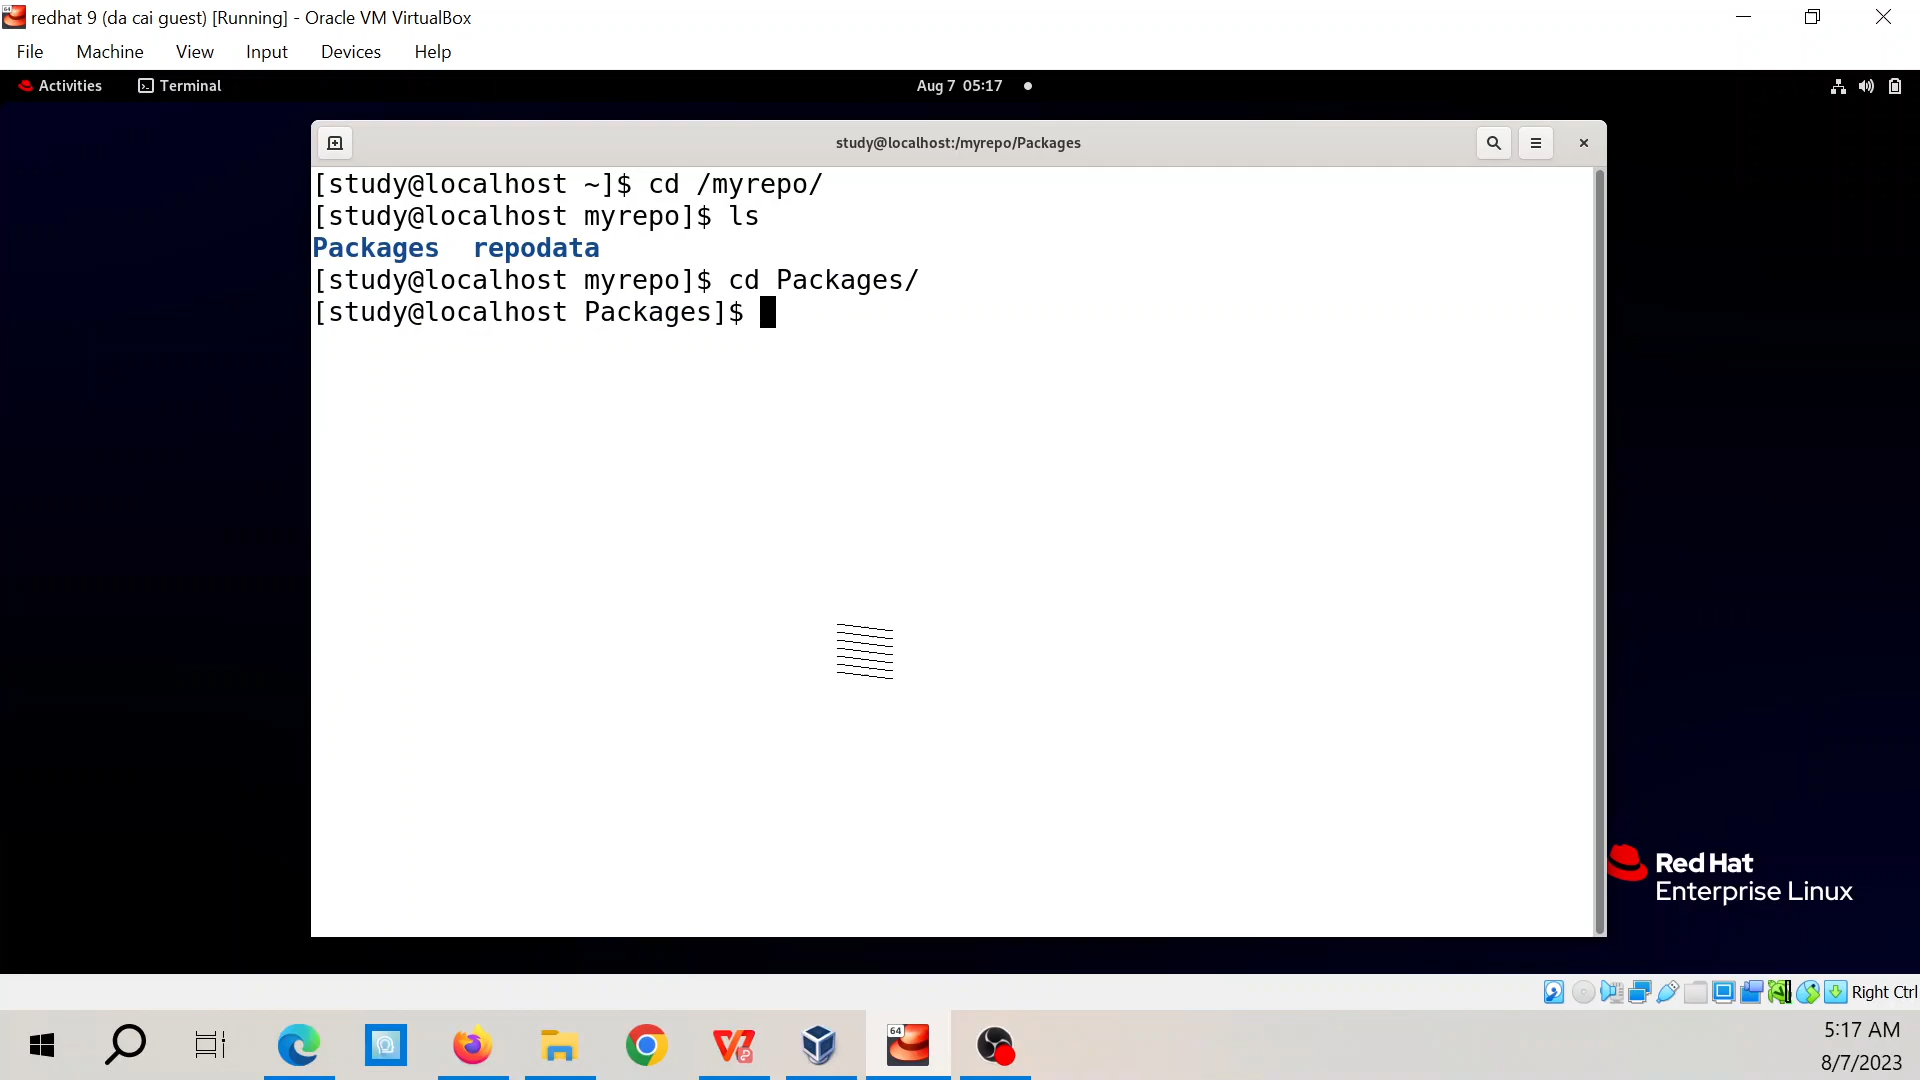 redhat 9 (da cai guest) [Running] - Oracle VM VirtualBox
File Machine View Input Devices Help
Activities Terminal Aug 7 05:17
study@localhost:/myrepo/Packages
[study@localhost ~]$ cd /myrepo/
[study@localhost myrepo]$ ls
Packages repodata
[study@localhost myrepo]$ cd Packages/
[study@localhost Packages]$
Red Hat
Enterprise Linux
Right Ctrl
64
5:17 AM
8/7/2023